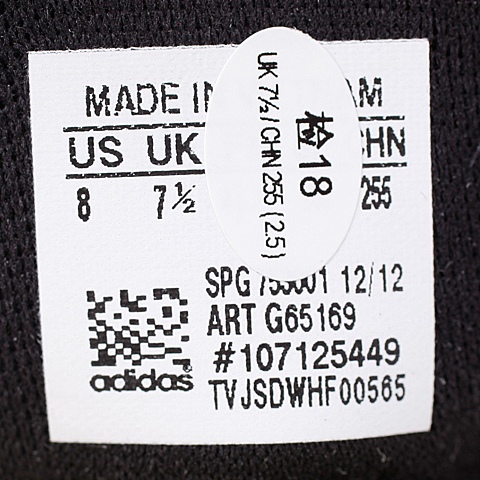 MADE IN AM
US UK CHN
8 7½ 255
UK 7½ / CHN 255 (2.5)
检18
SPG 753001 12/12
ART G65169
#107125449
TVJSDWHF00565
adidas